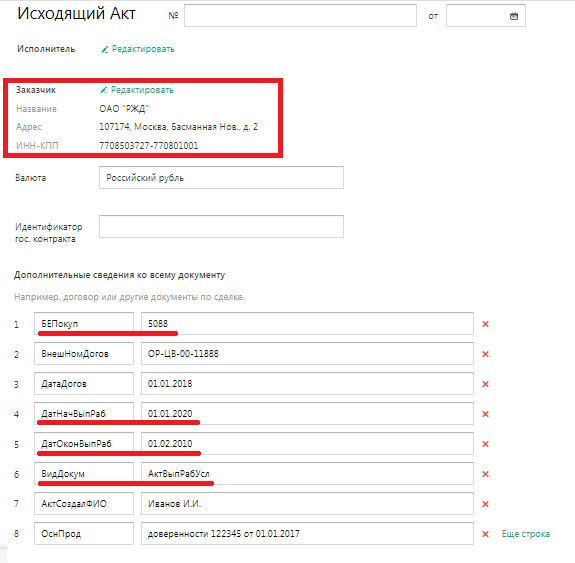 Исходящий Акт № от
Исполнитель Редактировать
Заказчик Редактировать
Название ОАО "РЖД"
Адрес 107174, Москва, Басманная Нов., д. 2
ИНН-КПП 7708503727-770801001
Валюта Российский рубль
Идентификатор
гос. контракта
Дополнительные сведения ко всему документу
Например, договор или другие документы по сделке.
1 БЕПокуп 5088
2 ВнешНомДогов ОР-ЦВ-00-11888
3 ДатаДогов 01.01.2018
4 ДатНачВыпРаб 01.01.2020
5 ДатОконВыпРаб 01.02.2010
6 ВидДокум АктВыпРабУсл
7 АктСоздалФИО Иванов И.И.
8 ОснПрод доверенности 122345 от 01.01.2017 Еще строка